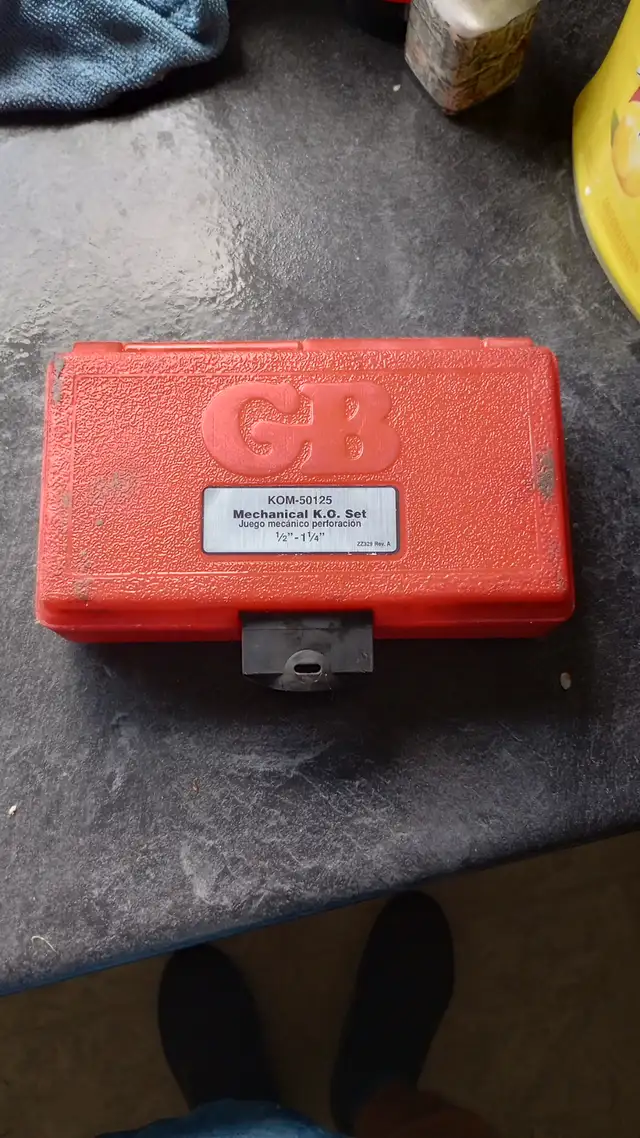 GB
KOM-50125
Mechanical K.O. Set
Juego mecánico perforación
½"-1¼"
ZZ329 Rev. A